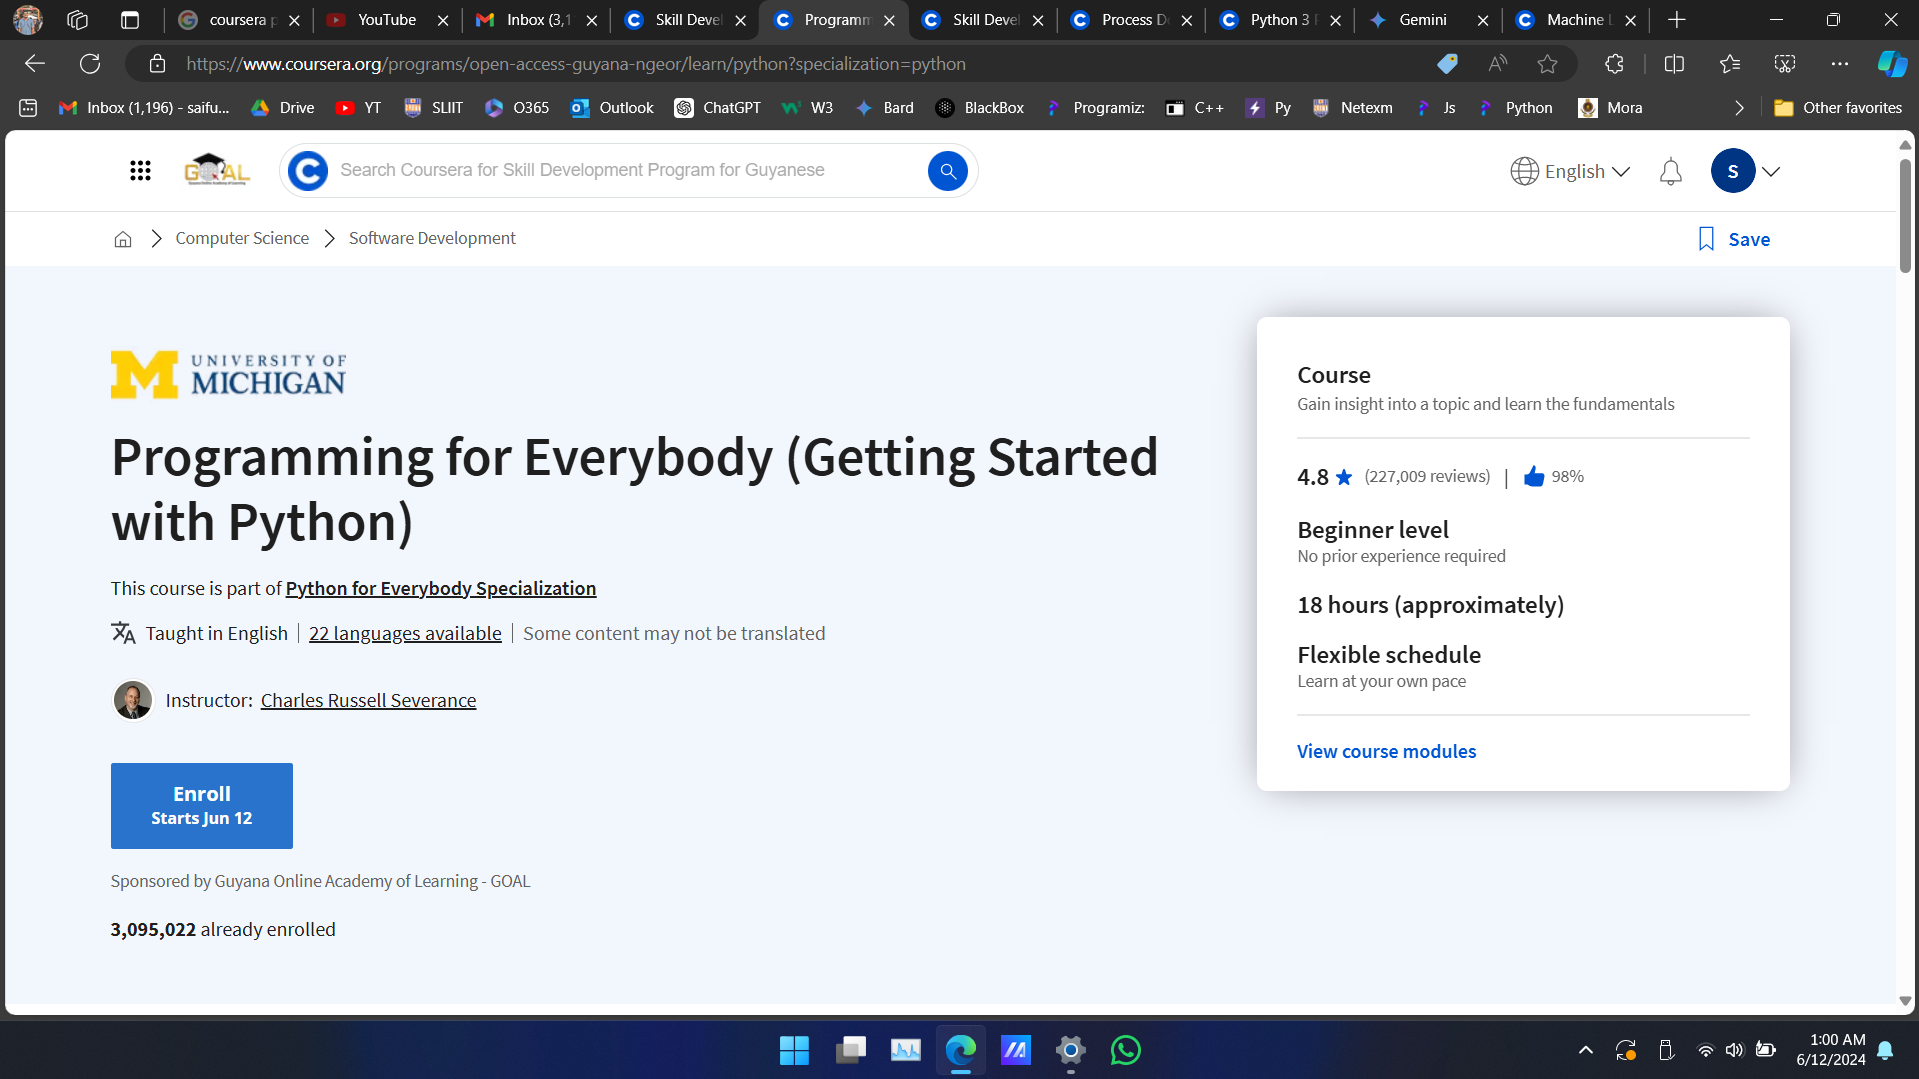 coursera p
YouTube
Inbox (3,1
Skill Devel
Programm
Skill Devel
Process D
Python 3 P
Gemini
Machine L
https://www.coursera.org/programs/open-access-guyana-ngeor/learn/python?specialization=python
Inbox (1,196) - saifu...
Drive
YT
SLIIT
O365
Outlook
ChatGPT
W3
Bard
BlackBox
Programiz:
C++
Py
Netexm
Js
Python
Mora
Other favorites
GOAL
Search Coursera for Skill Development Program for Guyanese
English
S
Computer Science
Software Development
Save
UNIVERSITY OF
MICHIGAN
Programming for Everybody (Getting Started
with Python)
This course is part of Python for Everybody Specialization
Taught in English | 22 languages available | Some content may not be translated
Instructor: Charles Russell Severance
Enroll
Starts Jun 12
Sponsored by Guyana Online Academy of Learning - GOAL
3,095,022 already enrolled
Course
Gain insight into a topic and learn the fundamentals
4.8 (227,009 reviews) | 98%
Beginner level
No prior experience required
18 hours (approximately)
Flexible schedule
Learn at your own pace
View course modules
1:00 AM
6/12/2024